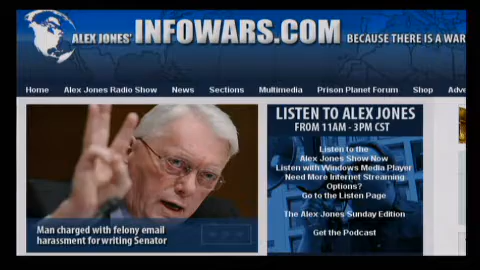 ALEX JONES' INFOWARS.COM BECAUSE THERE IS A WAR
Home Alex Jones Radio Show News Sections Multimedia Prison Planet Forum Shop Adve
LISTEN TO ALEX JONES
FROM 11AM - 3PM CST
Listen to the
Alex Jones Show Now
Listen with Windows Media Player
Need More Internet Streaming
Options?
Go to the Listen Page
The Alex Jones Sunday Edition
Get the Podcast
Man charged with felony email
harassment for writing Senator